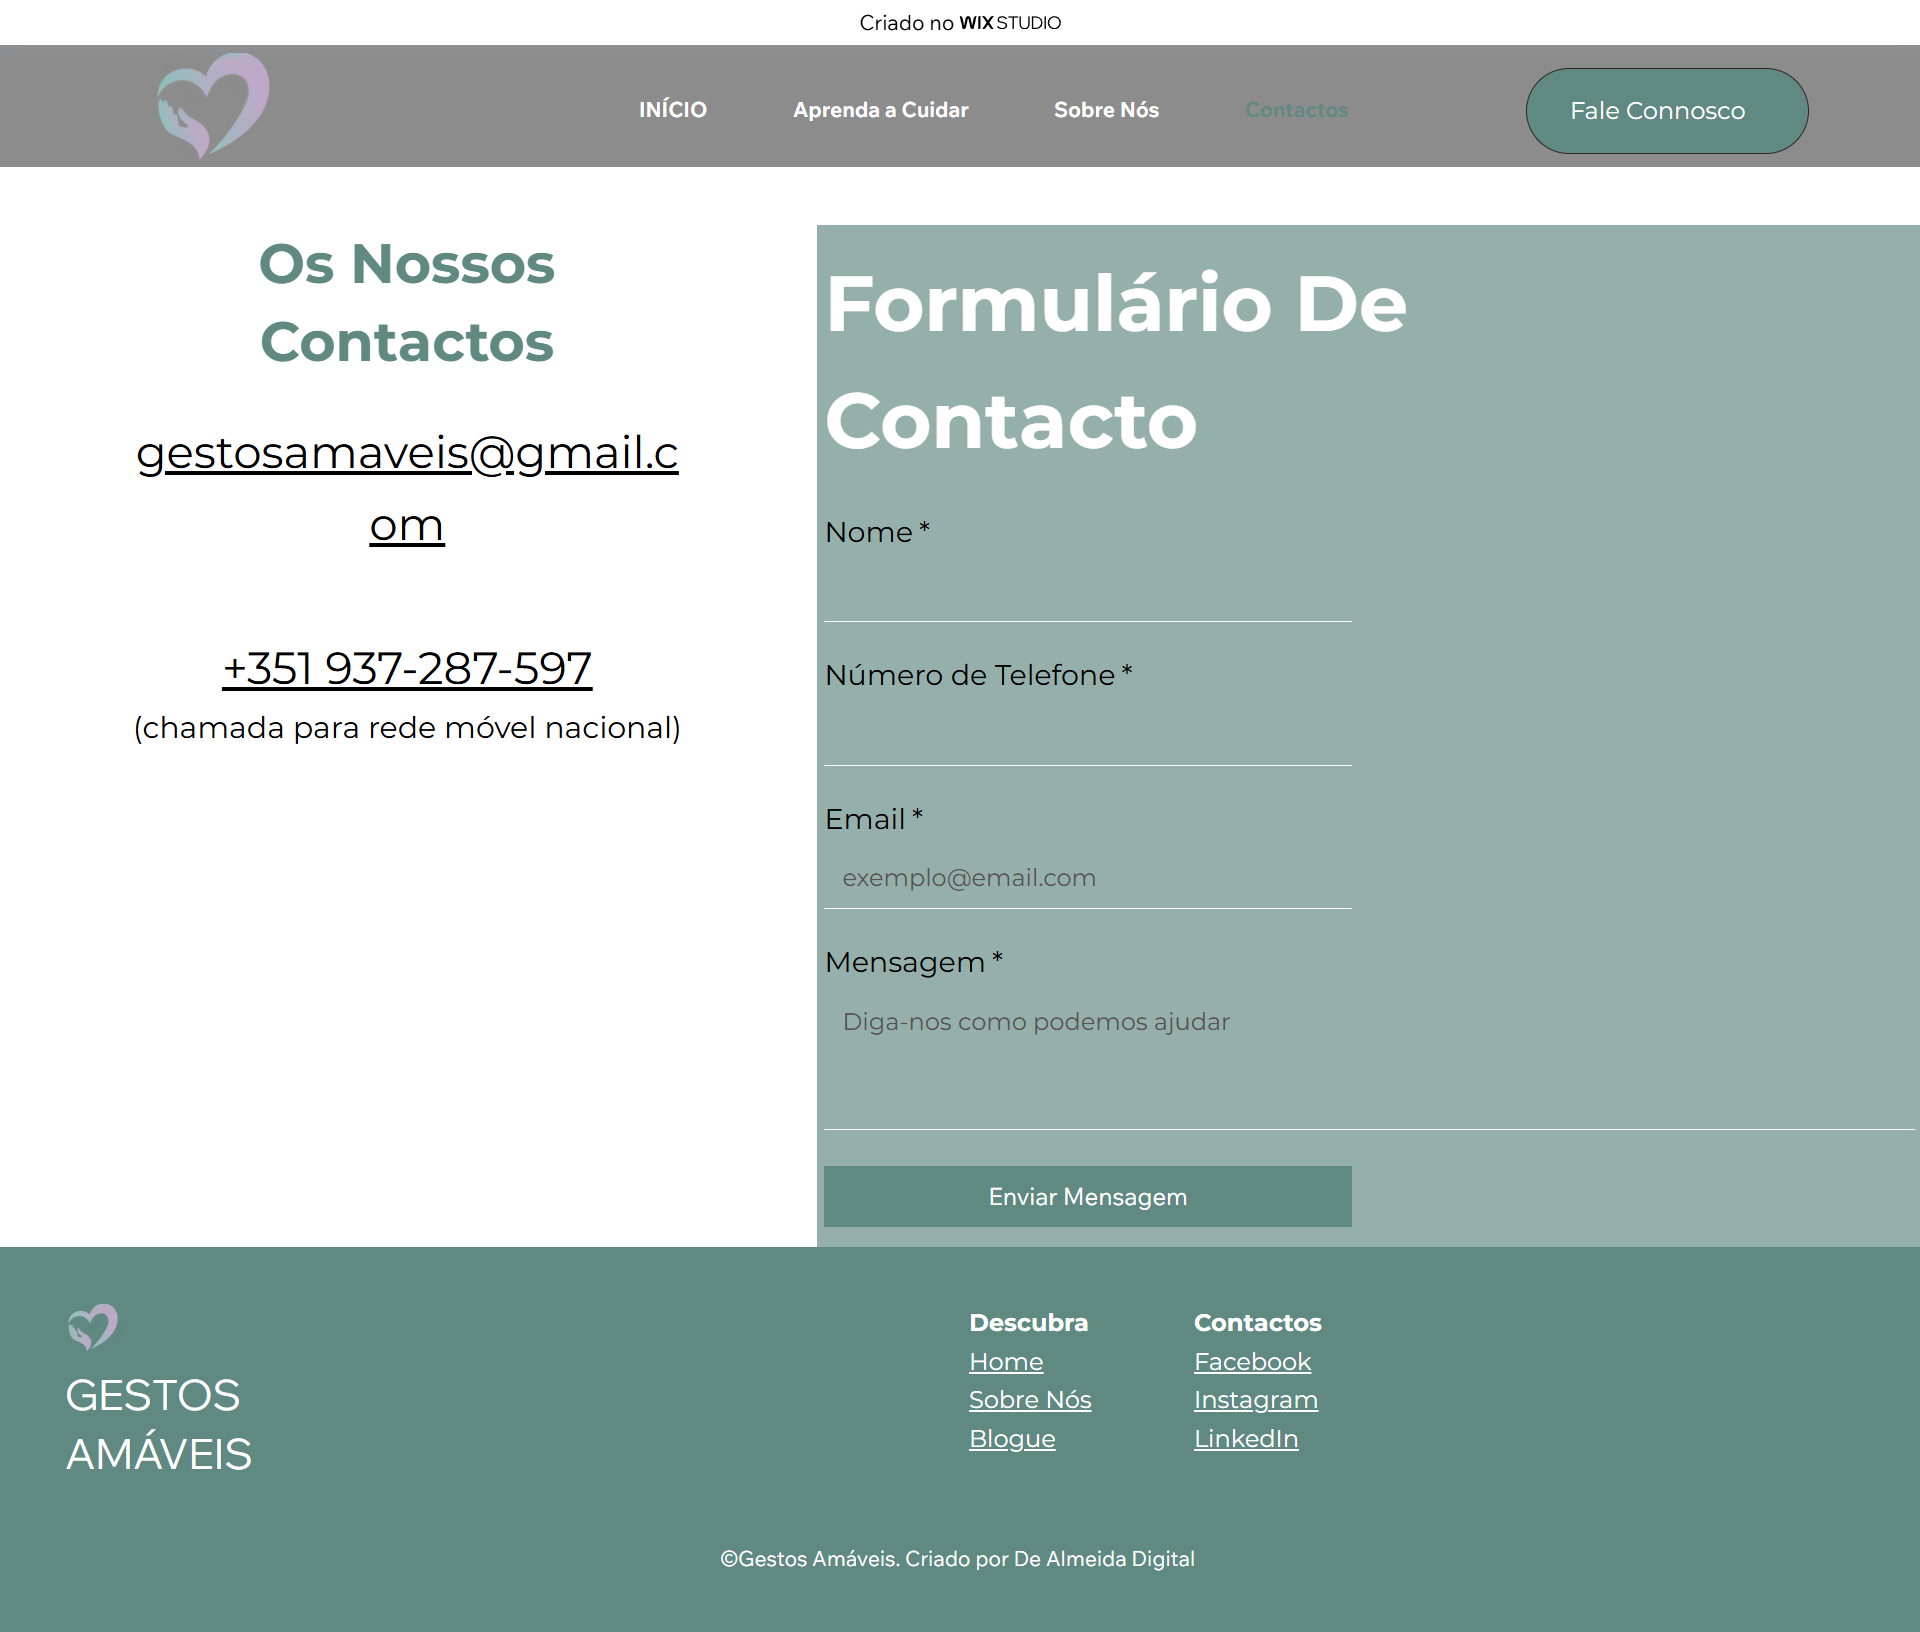 Criado no WIX STUDIO
INÍCIO
Aprenda a Cuidar
Sobre Nós
Contactos
Fale Connosco
Os Nossos
Contactos
gestosamaveis@gmail.c
om
+351 937-287-597
(chamada para rede móvel nacional)
Formulário De
Contacto
Nome *
Número de Telefone *
Email *
exemplo@email.com
Mensagem *
Diga-nos como podemos ajudar
Enviar Mensagem
GESTOS
AMÁVEIS
Descubra
Home
Sobre Nós
Blogue
Contactos
Facebook
Instagram
LinkedIn
©Gestos Amáveis. Criado por De Almeida Digital